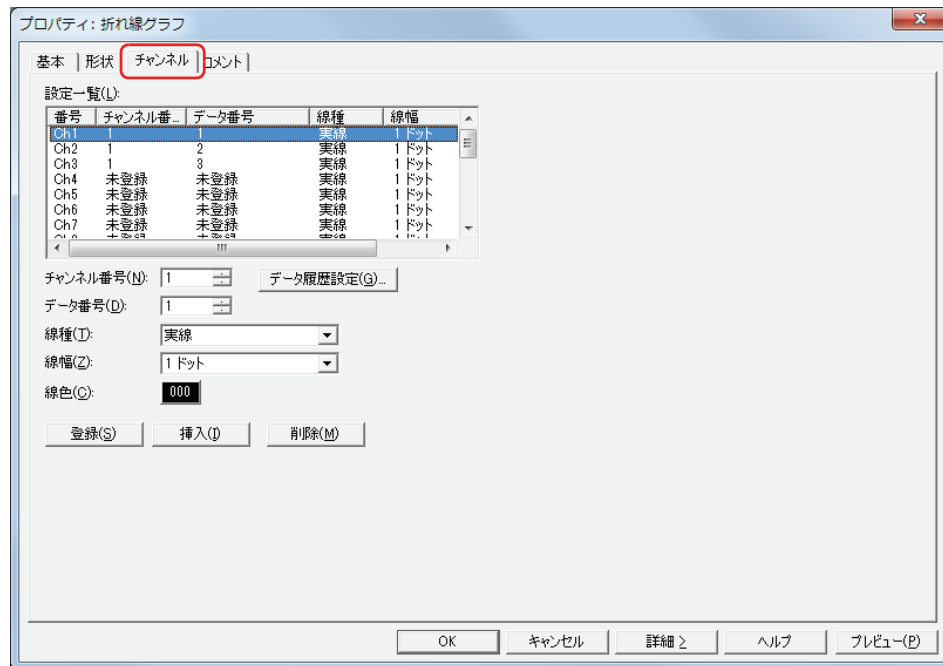 プロパティ: 折れ線グラフ
基本 形状 チャンネル コメント
設定一覧(L):
番号 チャンネル番... データ番号 線種 線幅
Ch1 1 1 実線 1 ドット
Ch2 1 2 実線 1 ドット
Ch3 1 3 実線 1 ドット
Ch4 未登録 未登録 実線 1 ドット
Ch5 未登録 未登録 実線 1 ドット
Ch6 未登録 未登録 実線 1 ドット
Ch7 未登録 未登録 実線 1 ドット
チャンネル番号(N): 1 データ履歴設定(G)...
データ番号(D): 1
線種(T): 実線
線幅(Z): 1 ドット
線色(C): 000
登録(S) 挿入(I) 削除(M)
OK キャンセル 詳細 ≥ ヘルプ プレビュー(P)